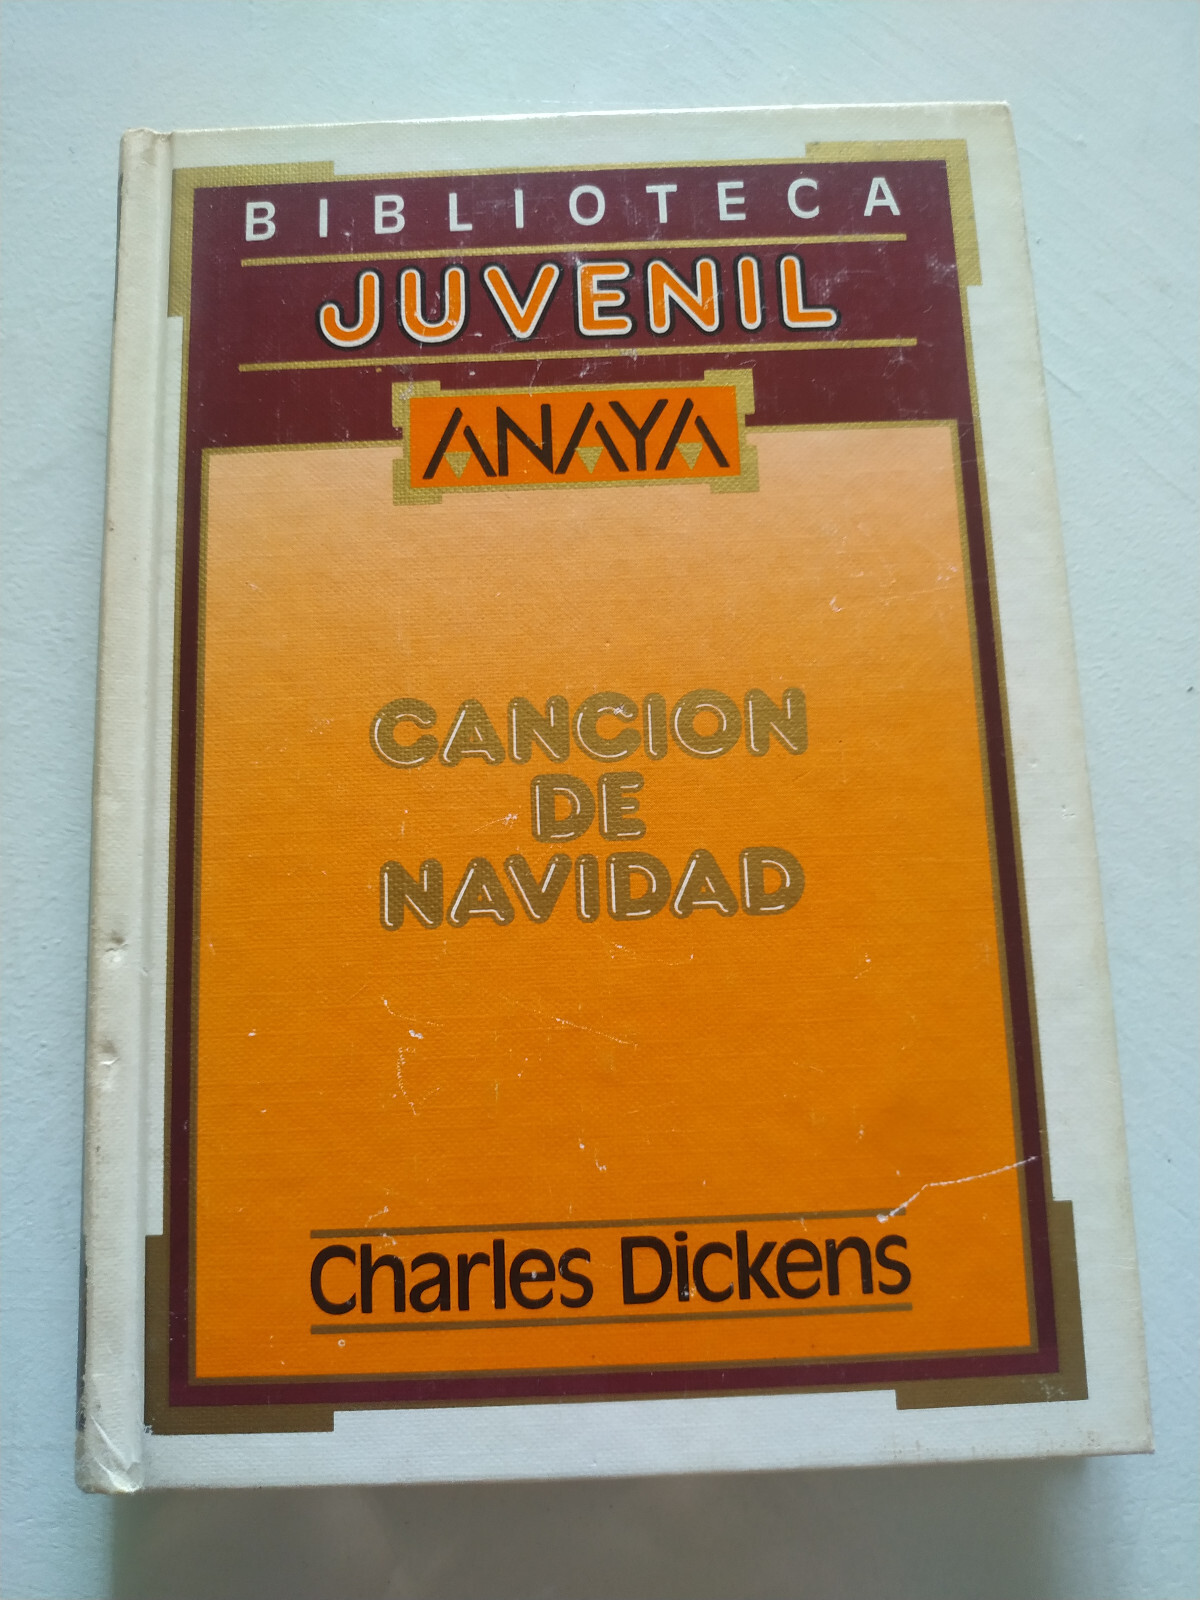 BIBLIOTECA
JUVENIL
ANAYA
CANCION
DE
NAVIDAD
Charles Dickens